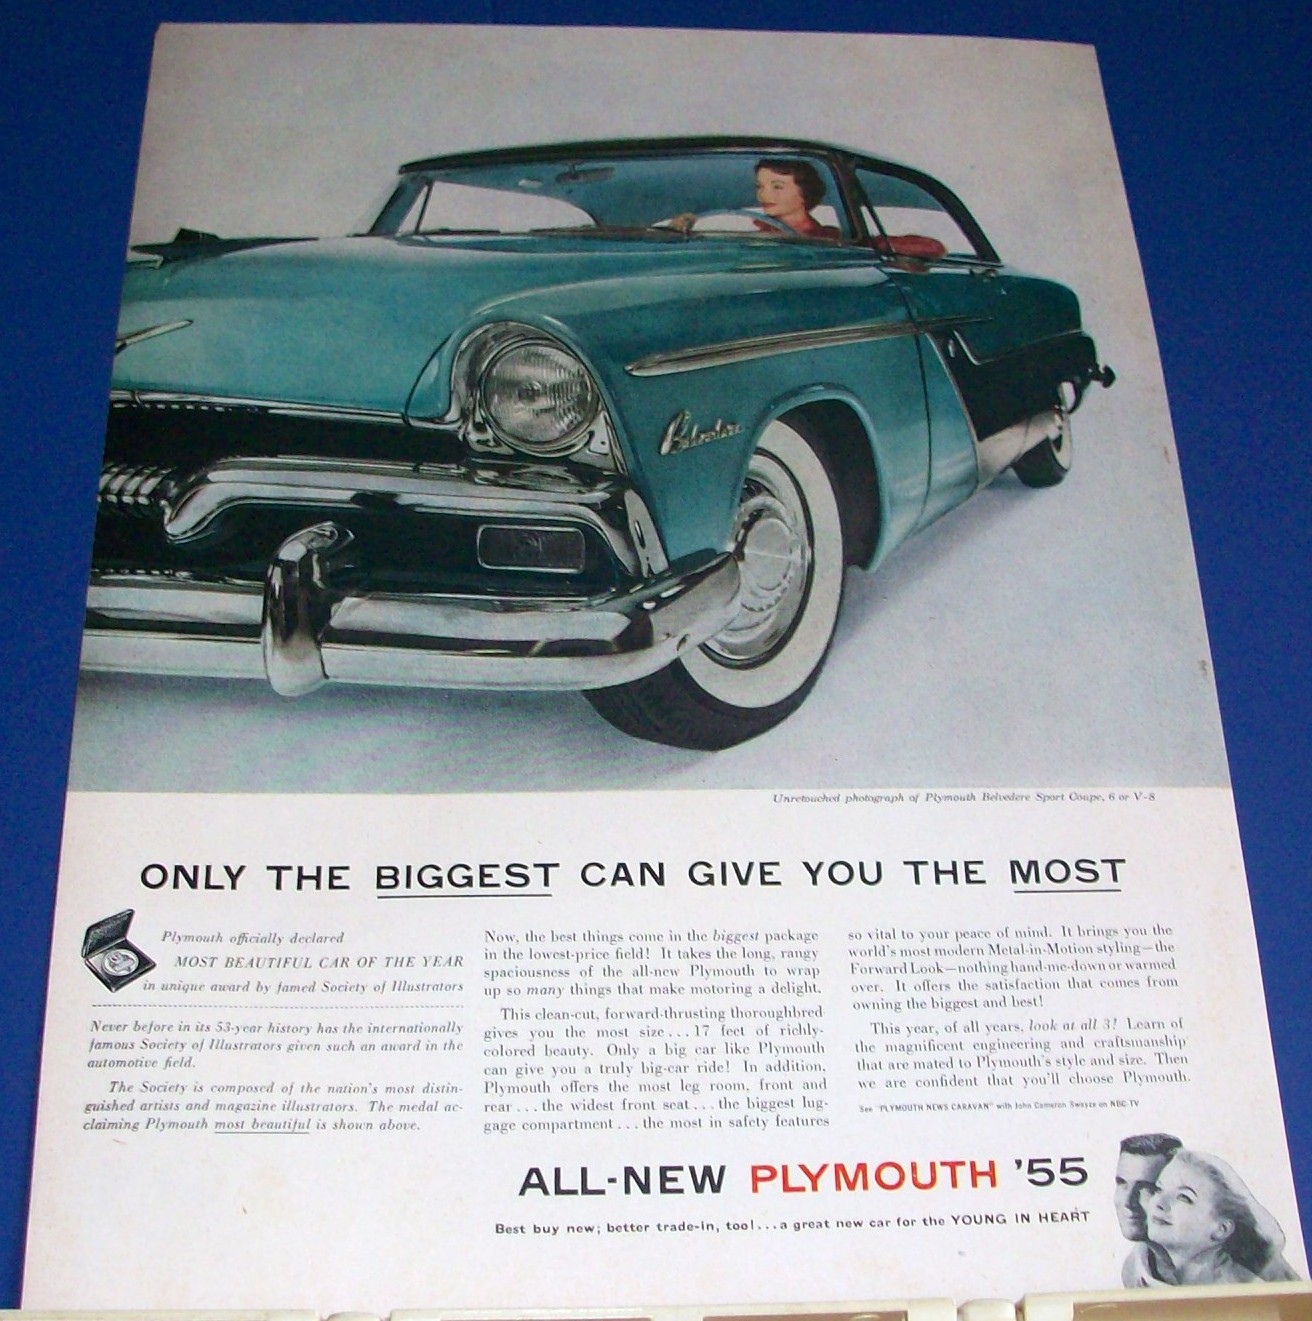 Belvedere
Unretouched photograph of Plymouth Belvedere Sport Coupe, 6 or V-8
ONLY THE BIGGEST CAN GIVE YOU THE MOST
Plymouth officially declared
MOST BEAUTIFUL CAR OF THE YEAR
in unique award by famed Society of Illustrators
Never before in its 53-year history has the internationally
famous Society of Illustrators given such an award in the
automotive field.
The Society is composed of the nation's most distin-
guished artists and magazine illustrators. The medal ac-
claiming Plymouth most beautiful is shown above.
Now, the best things come in the biggest package
in the lowest-price field! It takes the long, rangy
spaciousness of the all-new Plymouth to wrap
up so many things that make motoring a delight.
This clean-cut, forward-thrusting thoroughbred
gives you the most size...17 feet of richly-
colored beauty. Only a big car like Plymouth
can give you a truly big-car ride! In addition,
Plymouth offers the most leg room, front and
rear...the widest front seat...the biggest lug-
gage compartment...the most in safety features
so vital to your peace of mind. It brings you the
world's most modern Metal-in-Motion styling—the
Forward Look—nothing hand-me-down or warmed
over. It offers the satisfaction that comes from
owning the biggest and best!
This year, of all years, look at all 3! Learn of
the magnificent engineering and craftsmanship
that are mated to Plymouth's style and size. Then
we are confident that you'll choose Plymouth.
See "PLYMOUTH NEWS CARAVAN" with John Cameron Swayze on NBC-TV
ALL-NEW PLYMOUTH '55
Best buy new; better trade-in, too!...a great new car for the YOUNG IN HEART